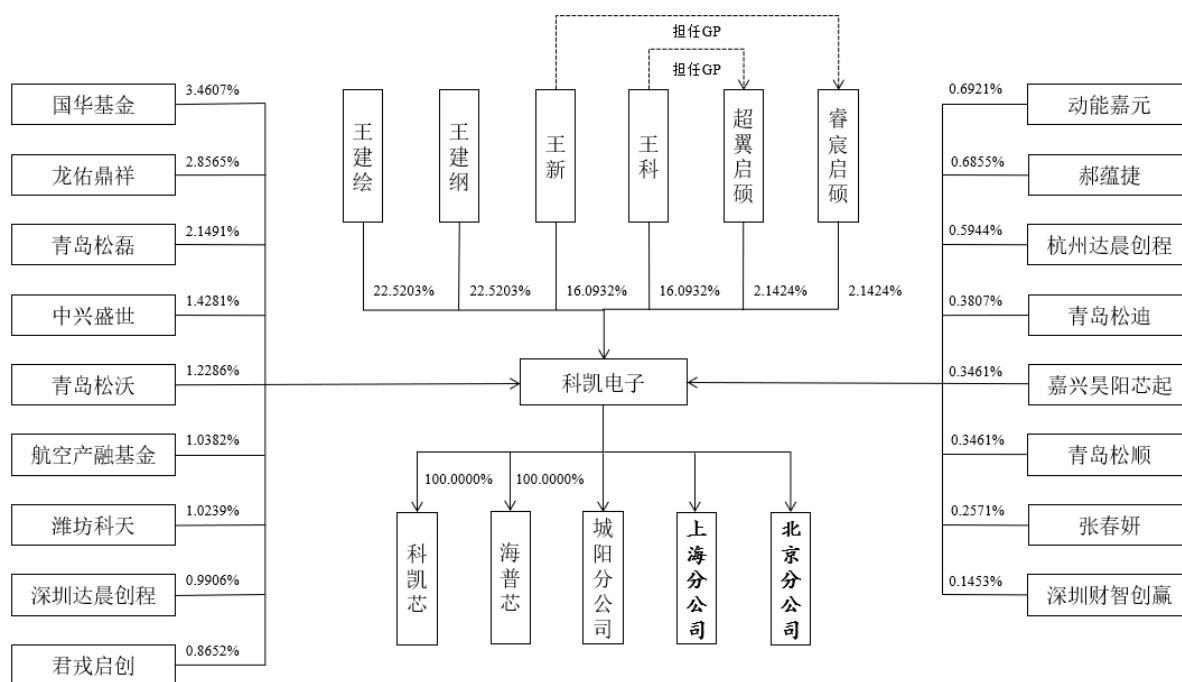 担任GP
担任GP
国华基金
3.4607%
龙佑鼎祥
2.8565%
青岛松磊
2.1491%
中兴盛世
1.4281%
青岛松沃
1.2286%
航空产融基金
1.0382%
潍坊科天
1.0239%
深圳达晨创程
0.9906%
君戎启创
0.8652%
王建绘
王建纲
王新
王科
超翼启硕
睿宸启硕
22.5203%
22.5203%
16.0932%
16.0932%
2.1424%
2.1424%
科凯电子
100.0000%
100.0000%
科凯芯
海普芯
城阳分公司
上海分公司
北京分公司
0.6921%
动能嘉元
0.6855%
郝蕴捷
0.5944%
杭州达晨创程
0.3807%
青岛松迪
0.3461%
嘉兴昊阳芯起
0.3461%
青岛松顺
0.2571%
张春妍
0.1453%
深圳财智创赢